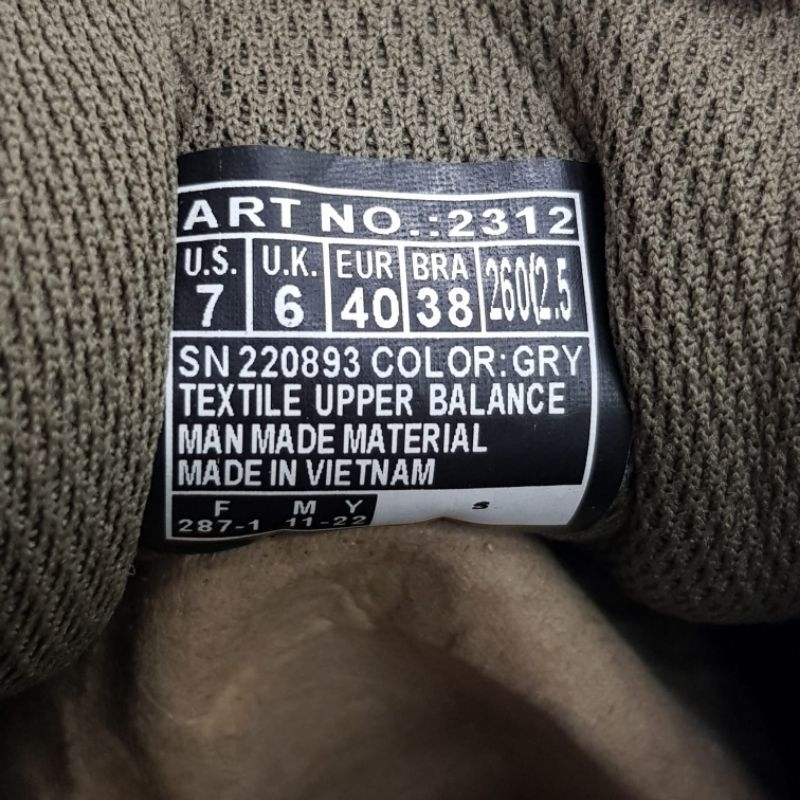 ART NO.:2312
U.S. U.K. EUR BRA 260(2.5
7 6 40 38
SN 220893 COLOR:GRY
TEXTILE UPPER BALANCE
MAN MADE MATERIAL
MADE IN VIETNAM
F M Y S
287-1 11-22